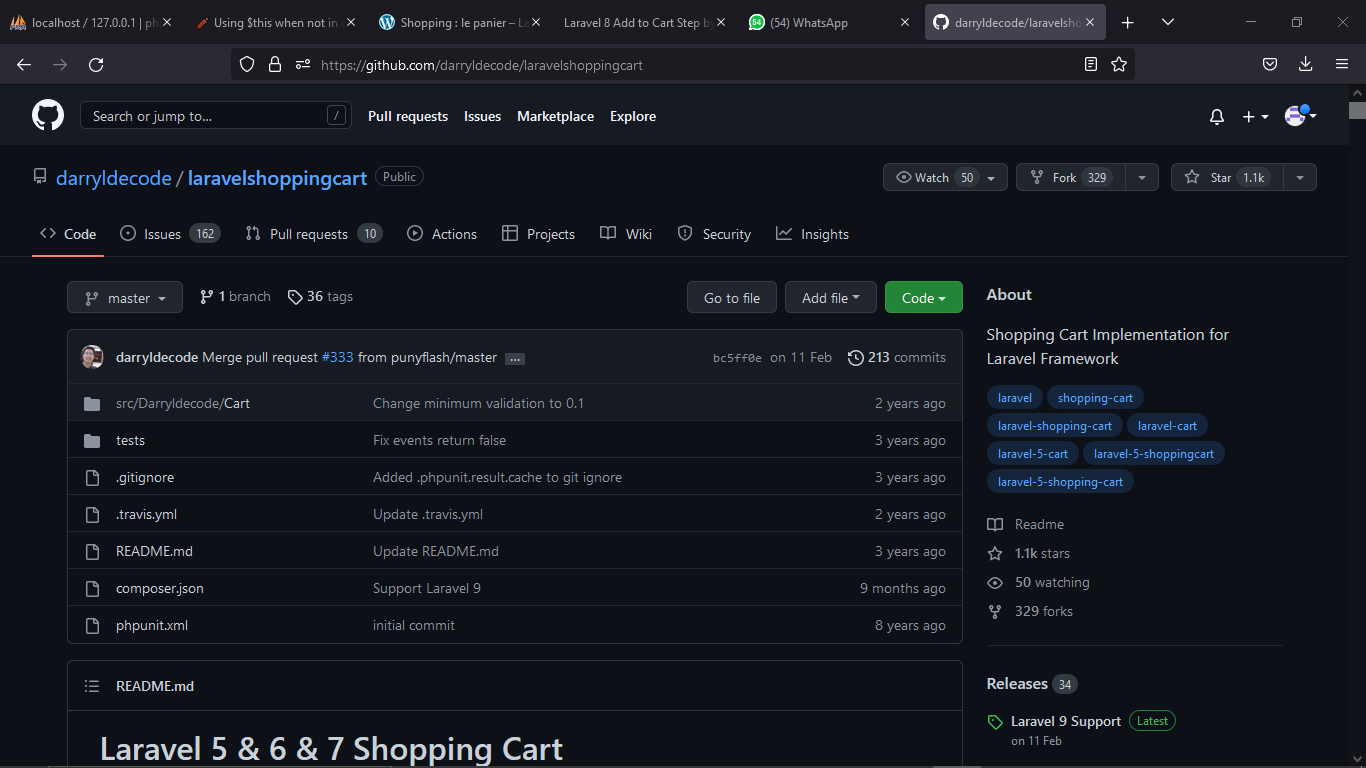 localhost / 127.0.0.1 | ph
Using $this when not in
Shopping : le panier – La
Laravel 8 Add to Cart Step by
54
(54) WhatsApp
darryldecode/laravelsho
https://github.com/darryldecode/laravelshoppingcart
Search or jump to...
/
Pull requests
Issues
Marketplace
Explore
darryldecode / laravelshoppingcart
Public
Watch 50
Fork 329
Star 1.1k
Code
Issues 162
Pull requests 10
Actions
Projects
Wiki
Security
Insights
master
1 branch
36 tags
Go to file
Add file
Code
darryldecode Merge pull request #333 from punyflash/master ...
bc5ff0e on 11 Feb
213 commits
src/Darryldecode/Cart
Change minimum validation to 0.1
2 years ago
tests
Fix events return false
3 years ago
.gitignore
Added .phpunit.result.cache to git ignore
3 years ago
.travis.yml
Update .travis.yml
2 years ago
README.md
Update README.md
3 years ago
composer.json
Support Laravel 9
9 months ago
phpunit.xml
initial commit
8 years ago
README.md
Laravel 5 & 6 & 7 Shopping Cart
About
Shopping Cart Implementation for
Laravel Framework
laravel
shopping-cart
laravel-shopping-cart
laravel-cart
laravel-5-cart
laravel-5-shoppingcart
laravel-5-shopping-cart
Readme
1.1k stars
50 watching
329 forks
Releases 34
Laravel 9 Support
Latest
on 11 Feb